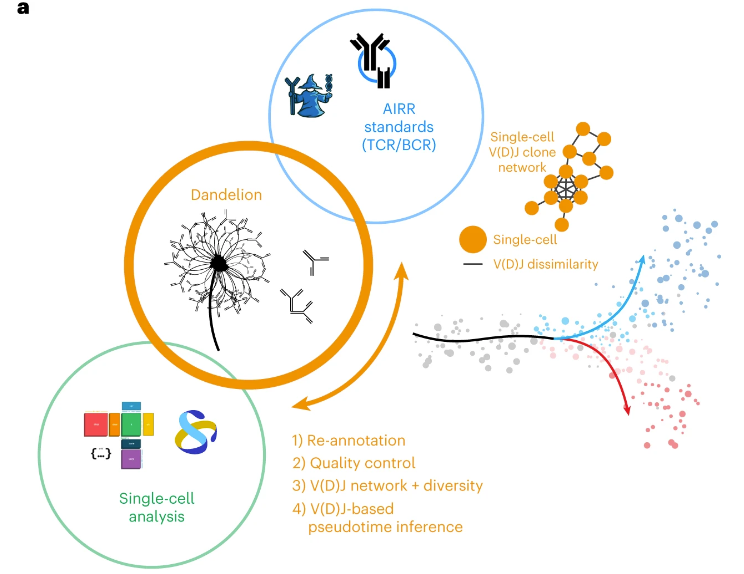 a
AIRR
standards
(TCR/BCR)
Single-cell
V(D)J clone
network
Dandelion
Single-cell
V(D)J dissimilarity
{...}
Single-cell
analysis
1) Re-annotation
2) Quality control
3) V(D)J network + diversity
4) V(D)J-based
pseudotime inference